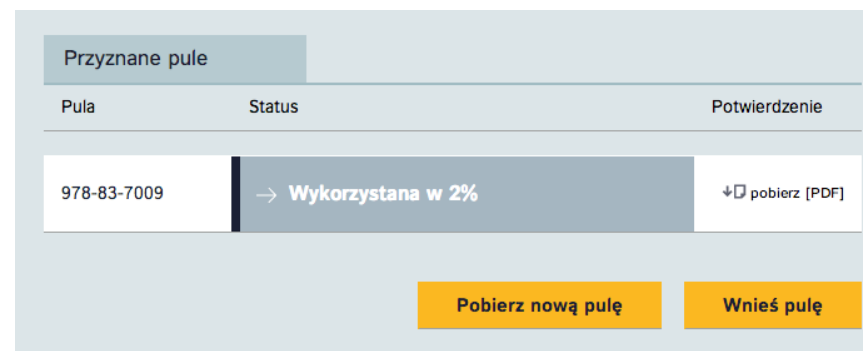 Przyznane pule
Pula Status Potwierdzenie
978-83-7009 → Wykorzystana w 2% pobierz [PDF]
Pobierz nową pulę Wnieś pulę